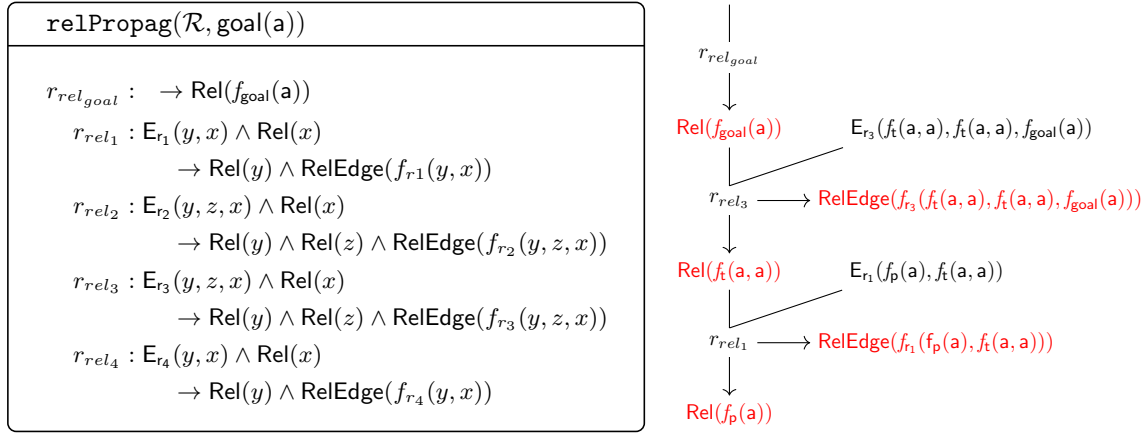 relPropag(ℛ, goal(a))
r_{rel_{goal}} : → Rel(f_{goal}(a))
r_{rel_1} : E_{r_1}(y, x) ∧ Rel(x)
→ Rel(y) ∧ RelEdge(f_{r1}(y, x))
r_{rel_2} : E_{r_2}(y, z, x) ∧ Rel(x)
→ Rel(y) ∧ Rel(z) ∧ RelEdge(f_{r_2}(y, z, x))
r_{rel_3} : E_{r_3}(y, z, x) ∧ Rel(x)
→ Rel(y) ∧ Rel(z) ∧ RelEdge(f_{r_3}(y, z, x))
r_{rel_4} : E_{r_4}(y, x) ∧ Rel(x)
→ Rel(y) ∧ RelEdge(f_{r_4}(y, x))
r_{rel_{goal}}
Rel(f_{goal}(a)) E_{r_3}(f_t(a, a), f_t(a, a), f_{goal}(a))
r_{rel_3} RelEdge(f_{r_3}(f_t(a, a), f_t(a, a), f_{goal}(a)))
Rel(f_t(a, a)) E_{r_1}(f_p(a), f_t(a, a))
r_{rel_1} RelEdge(f_{r_1}(f_p(a), f_t(a, a)))
Rel(f_p(a))